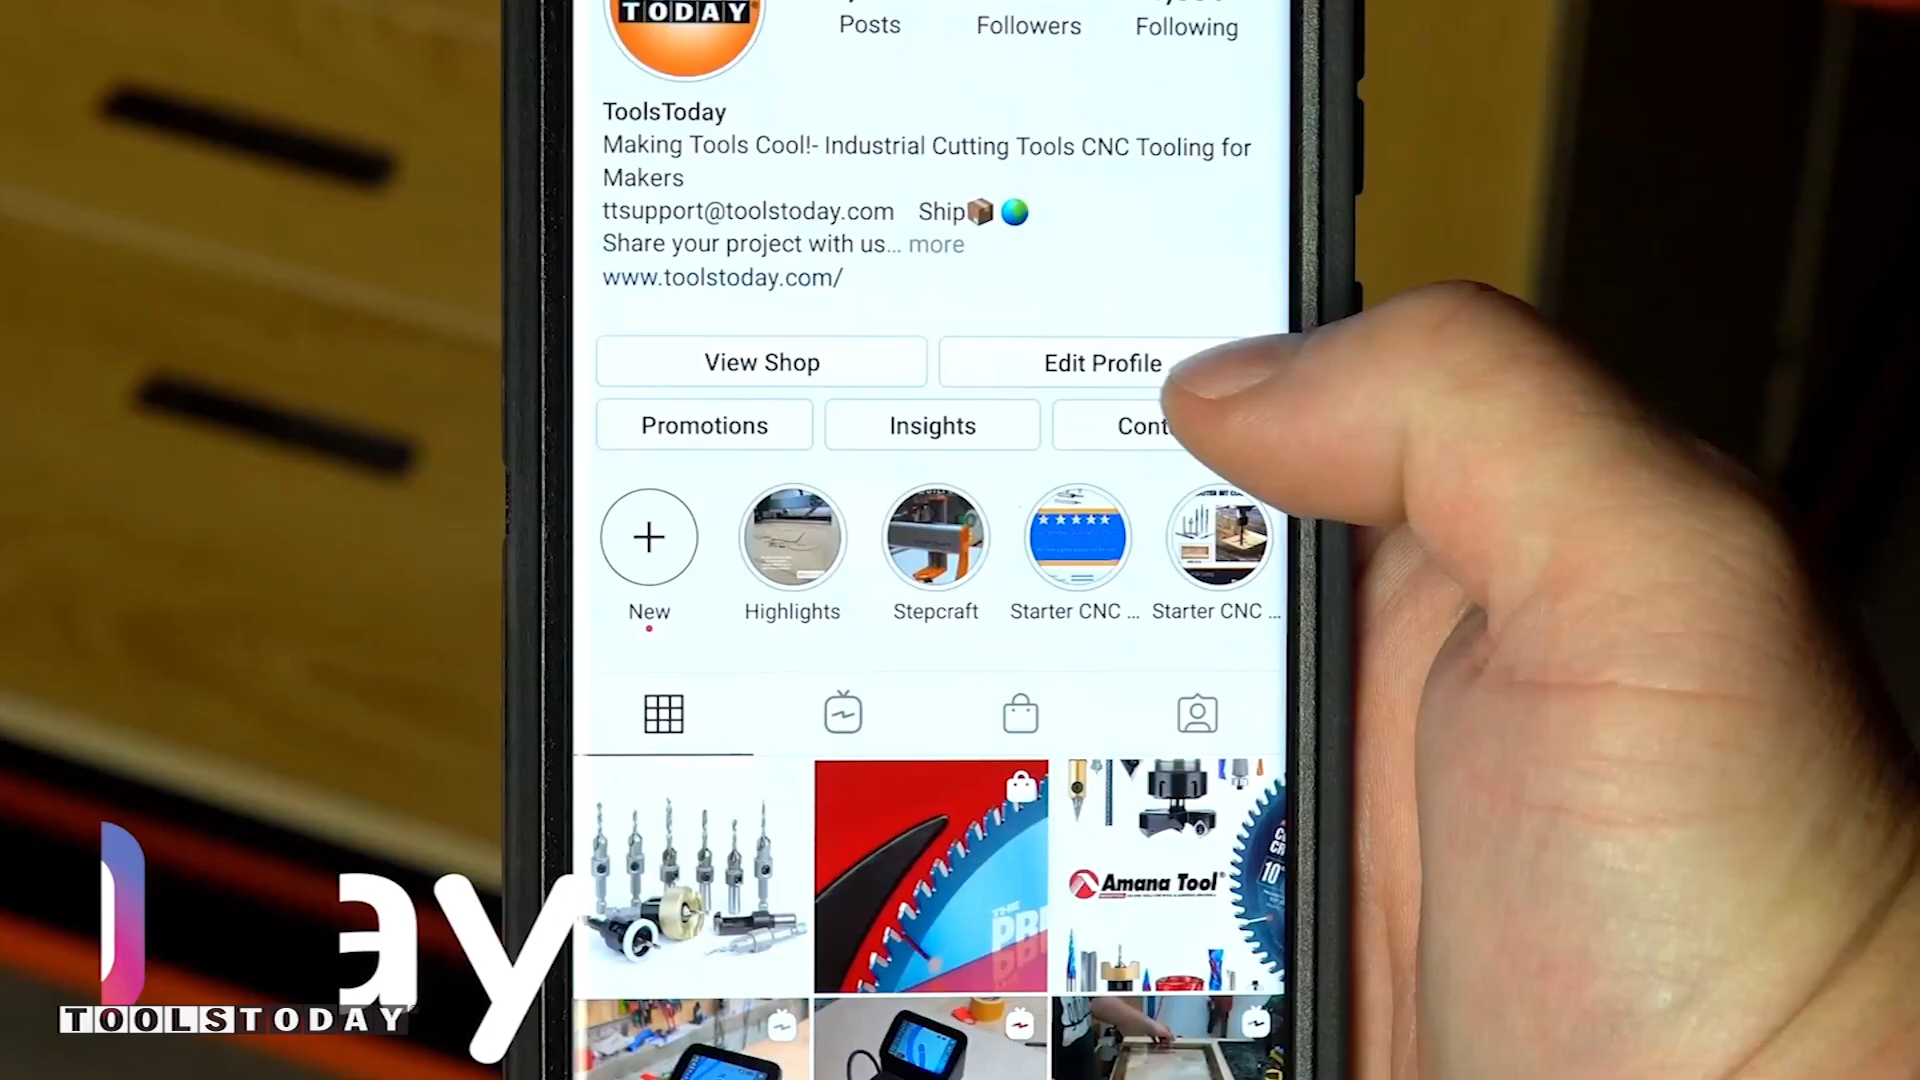 TODAY
Posts
Followers
Following
ToolsToday
Making Tools Cool!- Industrial Cutting Tools CNC Tooling for
Makers
ttsupport@toolstoday.com Ship📦🌏
Share your project with us... more
www.toolstoday.com/
View Shop
Edit Profile
Promotions
Insights
Cont
New
Highlights
Stepcraft
Starter CNC ...
Starter CNC ...
THE
Amana Tool®
10"
ay
TOOLSTODAY